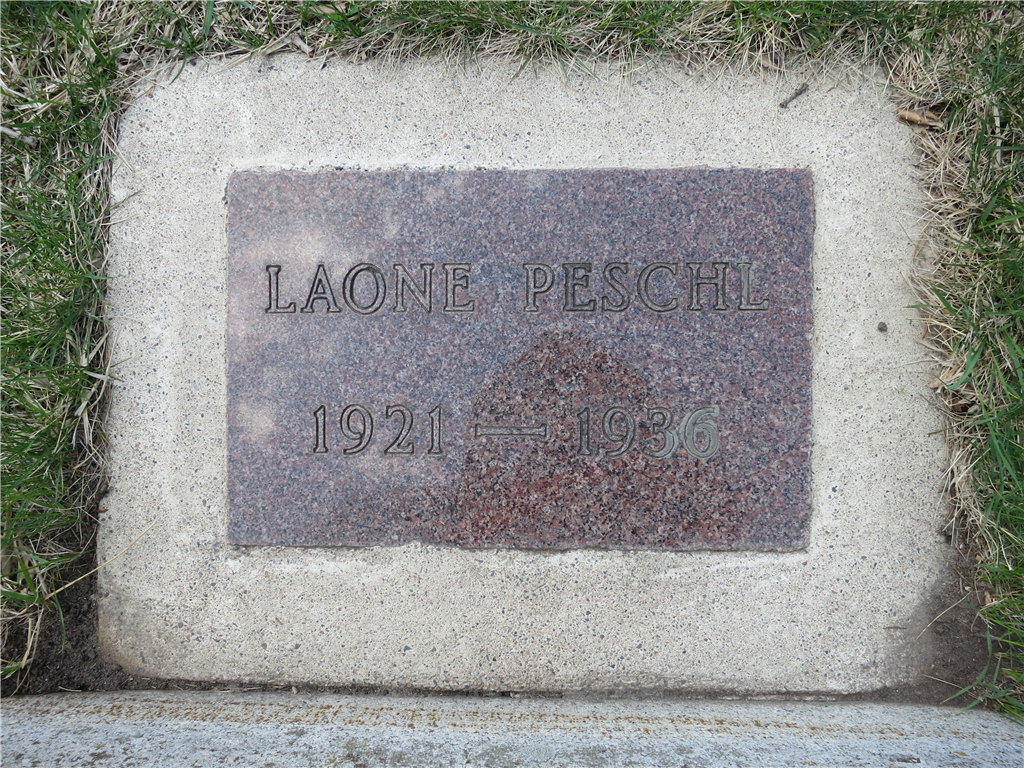 LAONE PESCHL
1921 — 1936